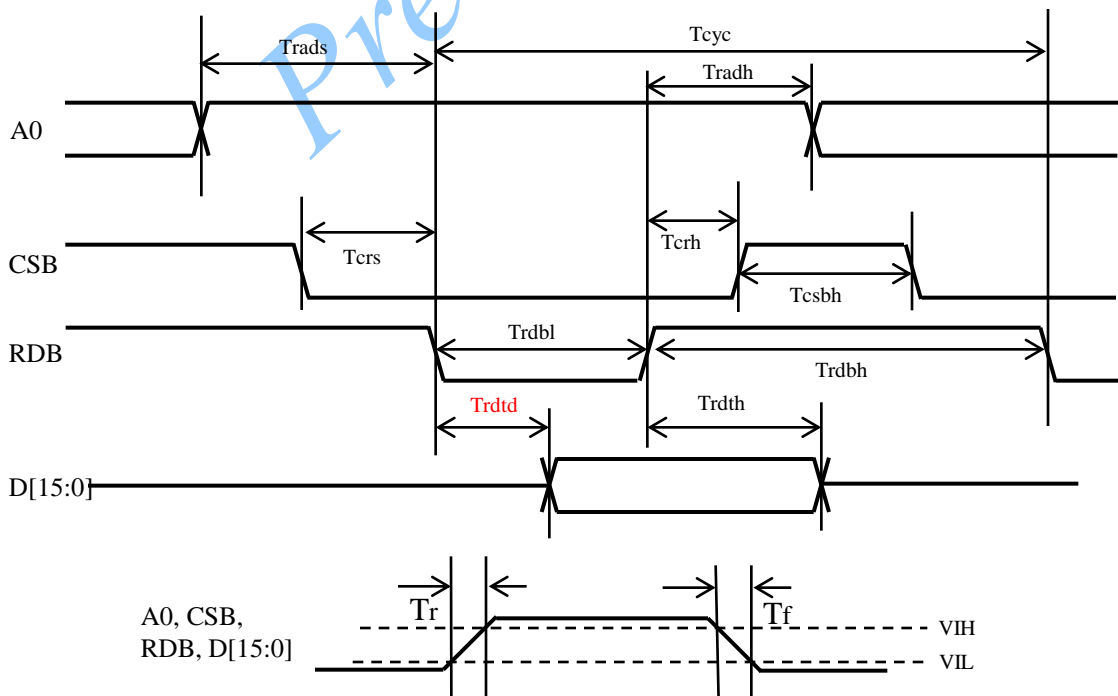 Pre
Trads
Tcyc
Tradh
A0
Tcrs
Tcrh
CSB
Tcsbh
Trdbl
RDB
Trdbh
Trdtd
Trdth
D[15:0]
Tr
Tf
A0, CSB,
RDB, D[15:0]
VIH
VIL